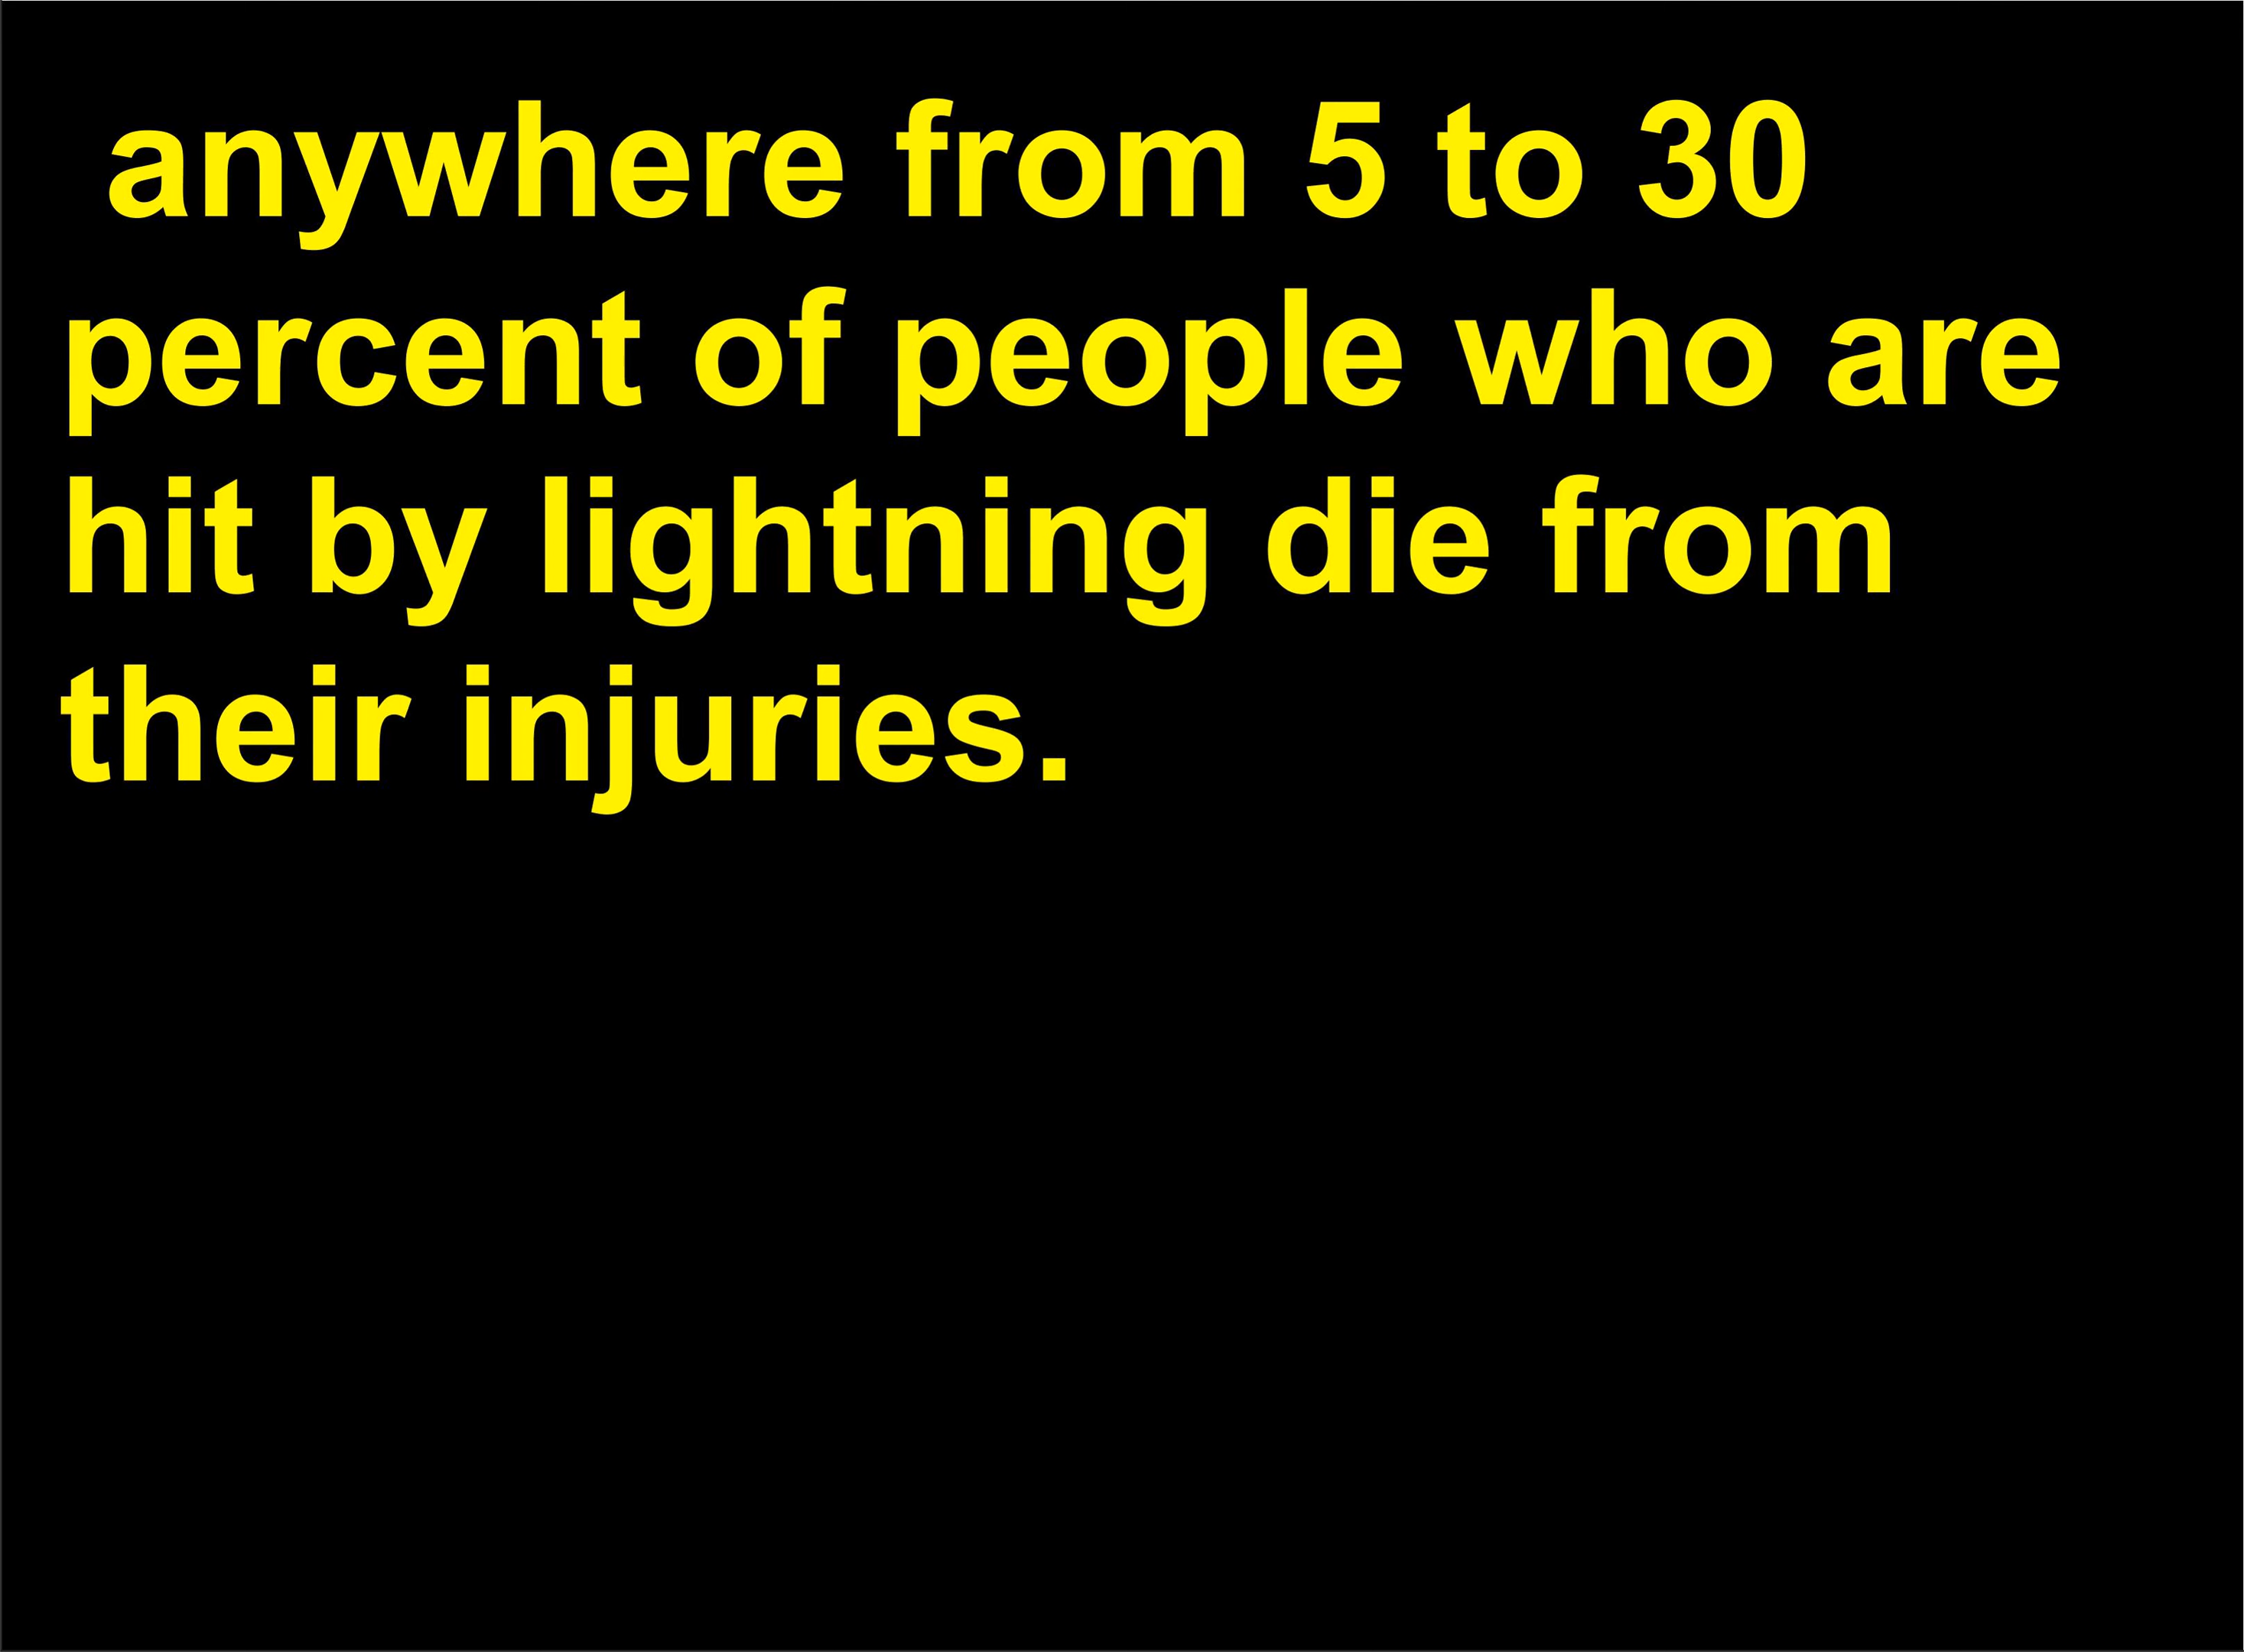 anywhere from 5 to 30
percent of people who are
hit by lightning die from
their injuries.